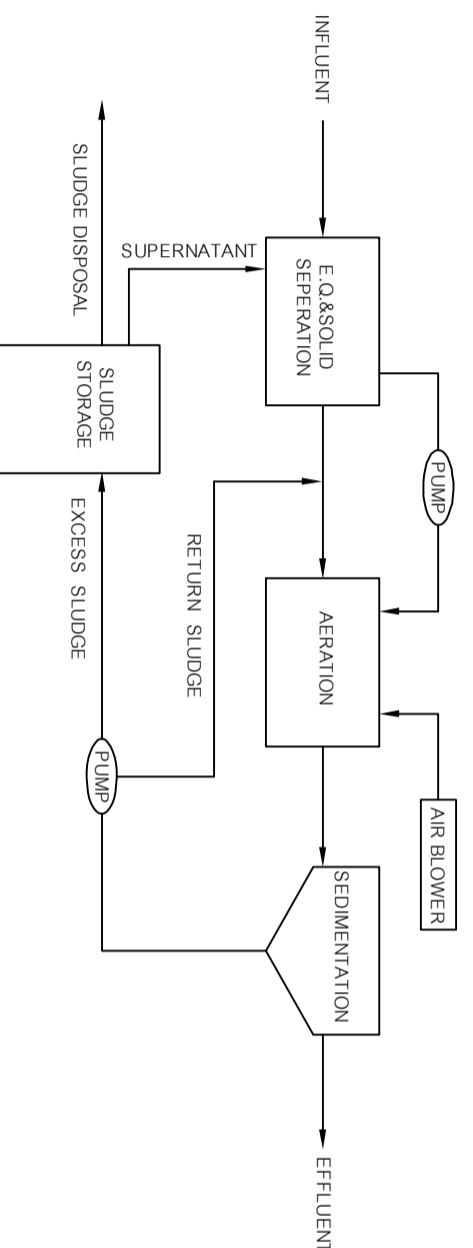 INFLUENT
E.Q.&SOLID
SEPERATION
PUMP
AERATION
AIR BLOWER
SEDIMENTATION
EFFLUENT
SUPERNATANT
RETURN SLUDGE
SLUDGE DISPOSAL
SLUDGE
STORAGE
EXCESS SLUDGE
PUMP